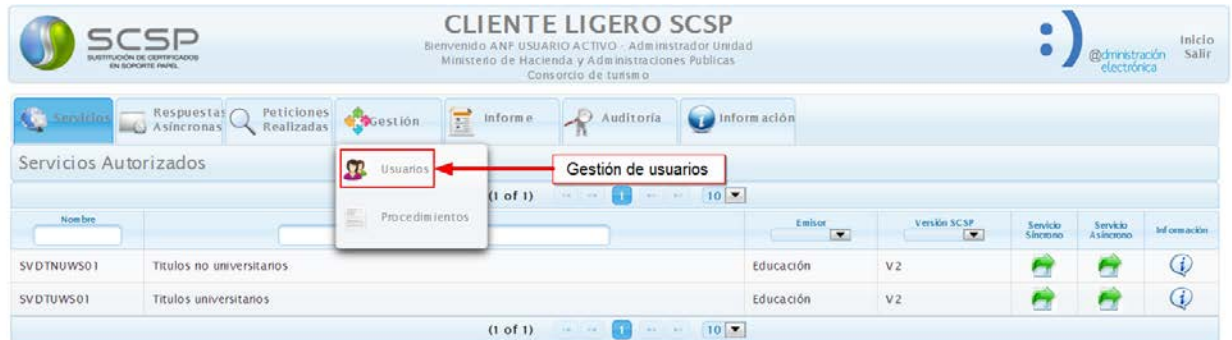 SCSP
SUSTITUCIÓN DE CERTIFICADOS
EN SOPORTE PAPEL
CLIENTE LIGERO SCSP
Bienvenido ANF USUARIO ACTIVO - Administrador Unidad
Ministerio de Hacienda y Administraciones Publicas
Consorcio de turismo
:)
@dministración
electrónica
Inicio
Salir
Servicios
Respuestas
Asíncronas
Peticiones
Realizadas
Gestión
Informe
Auditoría
Información
Servicios Autorizados
Usuarios
Procedimientos
Gestión de usuarios
(1 of 1) 1 10
Nombre
Emisor
Versión SCSP
Servicio
Síncrono
Servicio
Asíncrono
Información
SVDTNUWS01 Titulos no universitarios Educación V2
SVDTUWS01 Titulos universitarios Educación V2
(1 of 1) 1 10